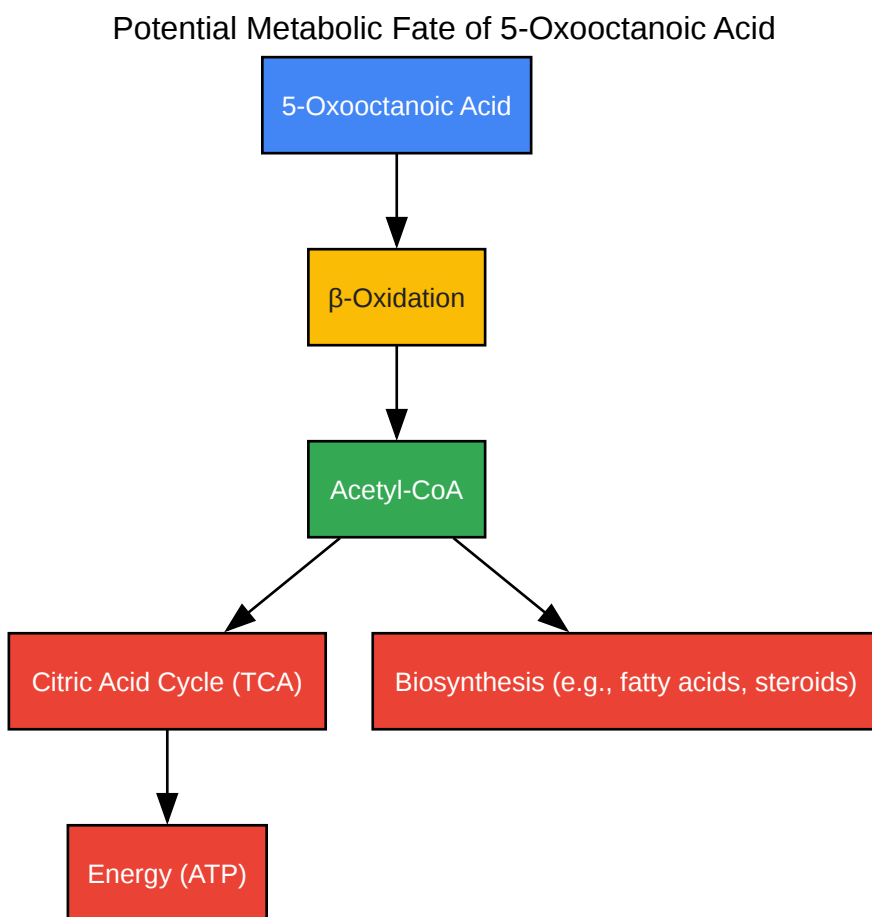 Potential Metabolic Fate of 5-Oxooctanoic Acid
5-Oxooctanoic Acid
β-Oxidation
Acetyl-CoA
Citric Acid Cycle (TCA)
Biosynthesis (e.g., fatty acids, steroids)
Energy (ATP)